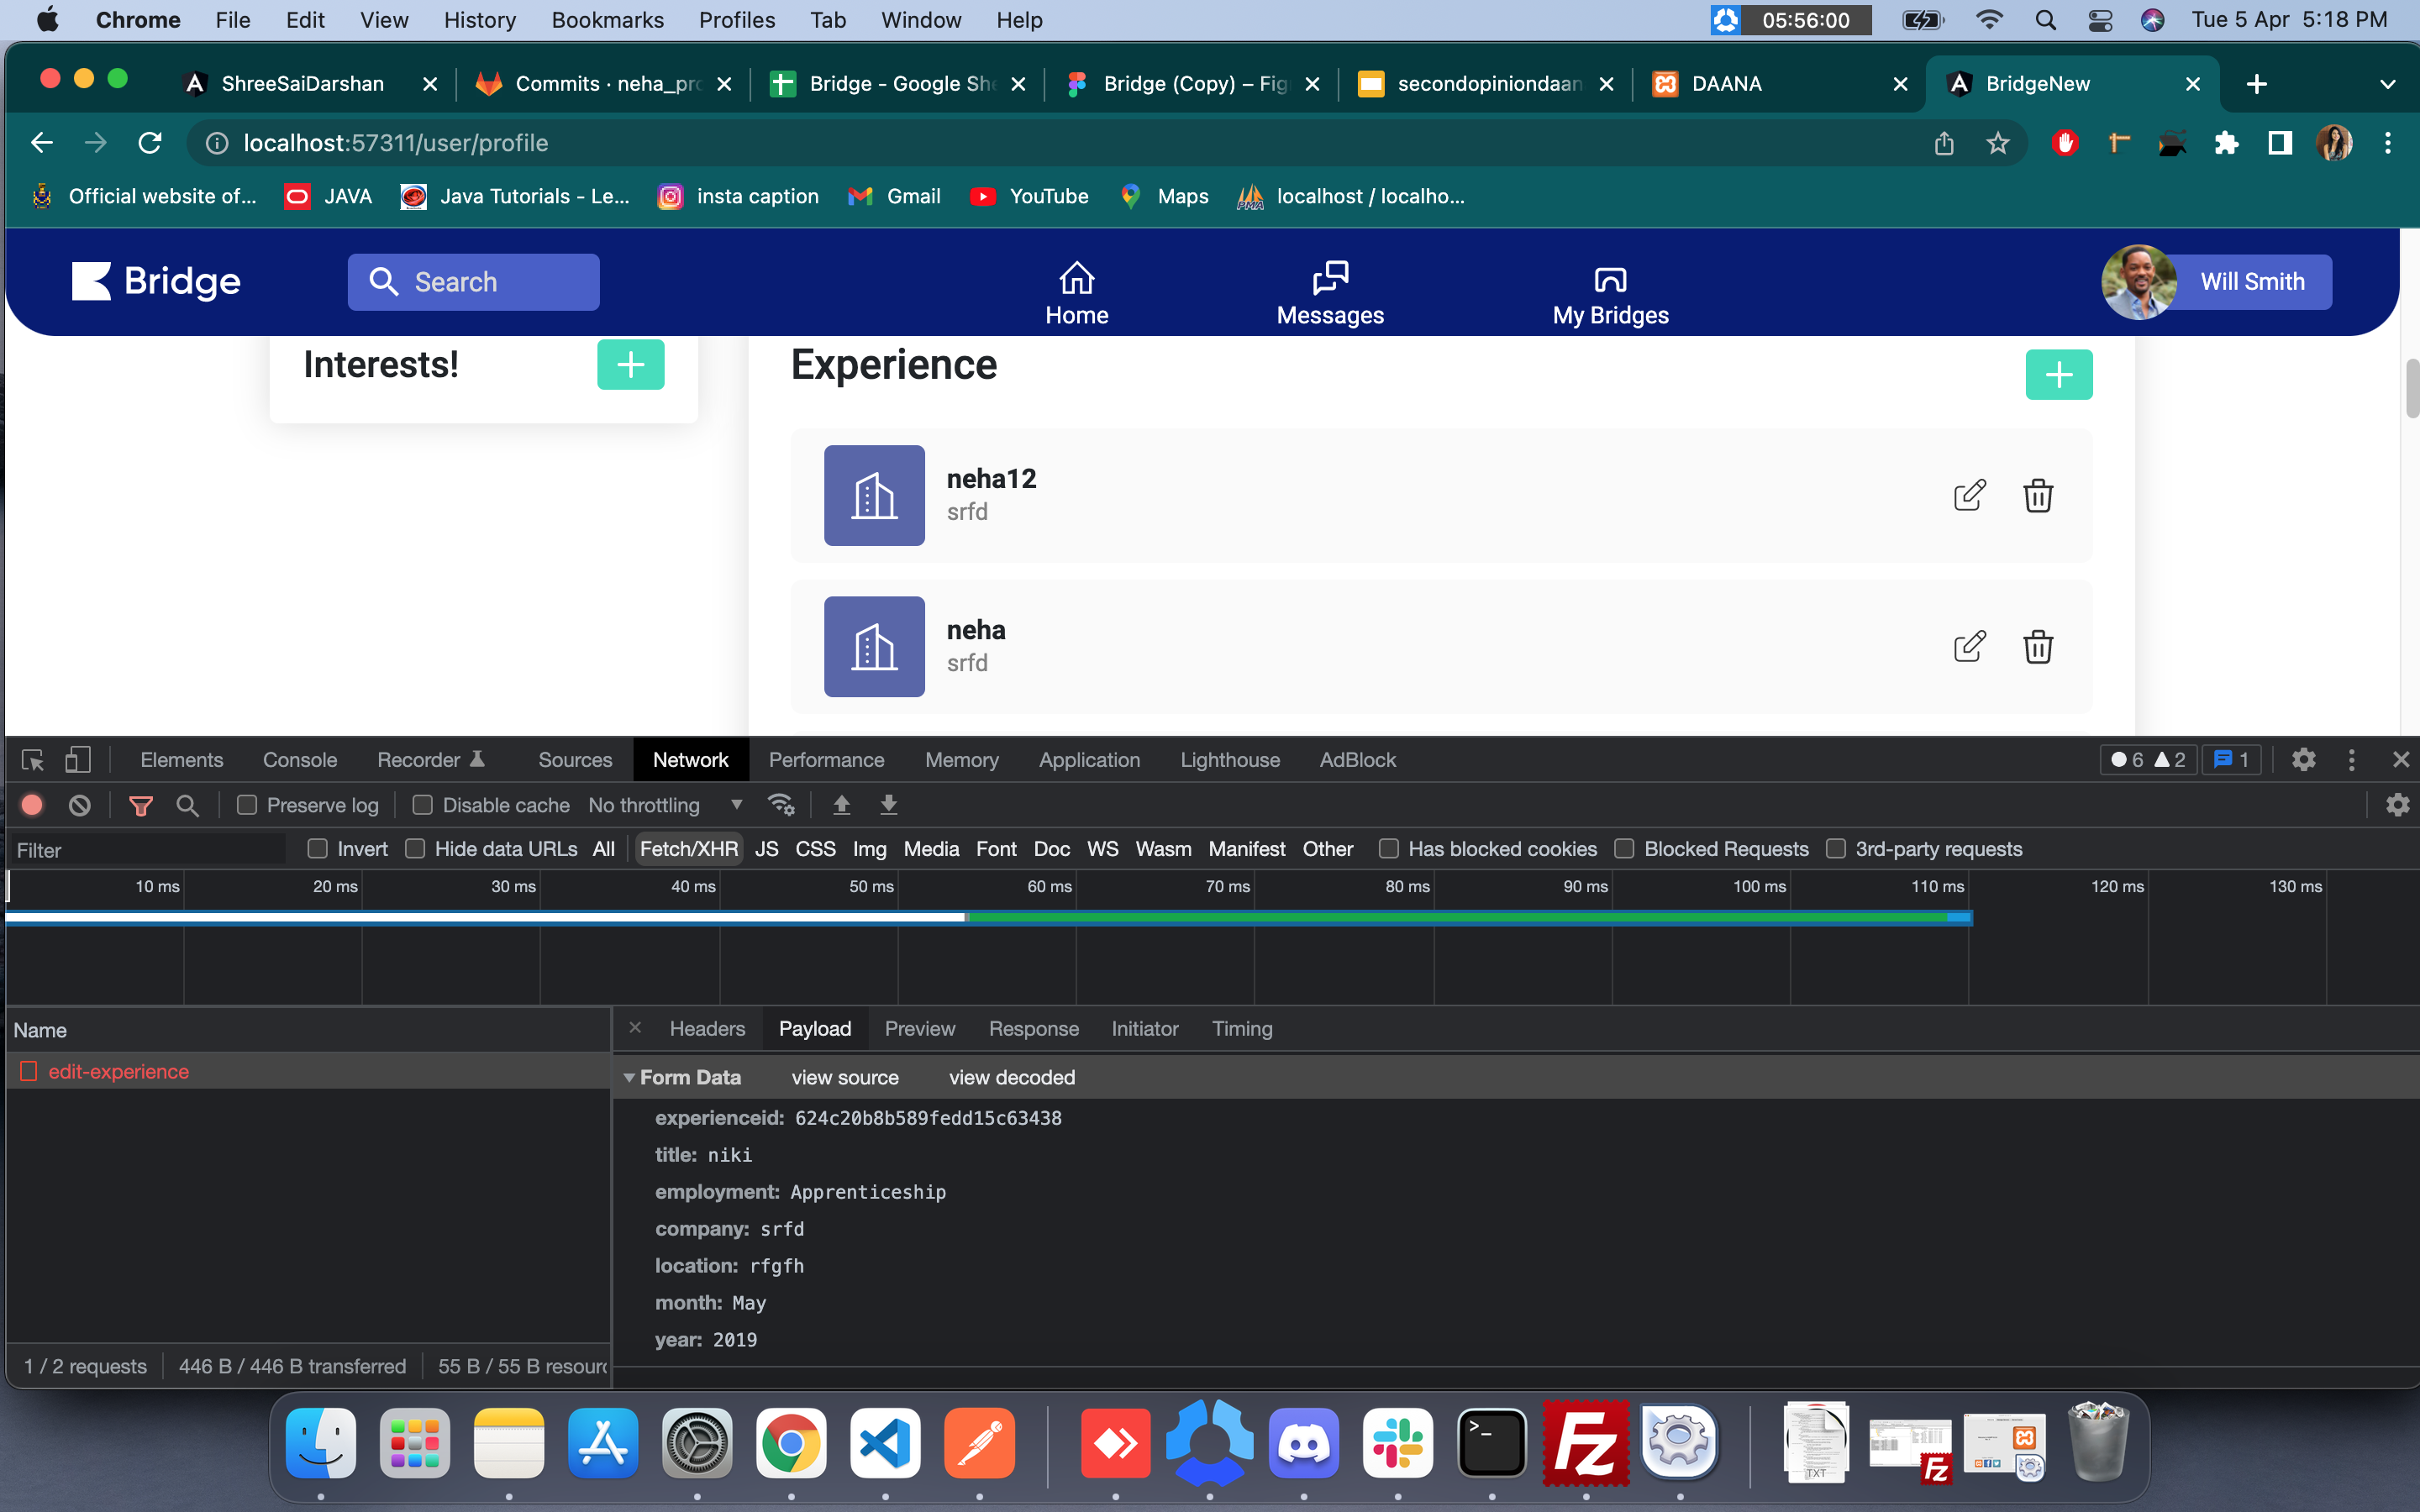 Chrome File Edit View History Bookmarks Profiles Tab Window Help 05:56:00 Tue 5 Apr 5:18 PM
ShreeSaiDarshan Commits · neha_pro Bridge - Google She Bridge (Copy) – Fig secondopiniondaan DAANA BridgeNew
localhost:57311/user/profile
Official website of... JAVA Java Tutorials - Le... insta caption Gmail YouTube Maps localhost / localho...
Bridge Search Home Messages My Bridges Will Smith
Interests!
Experience
neha12
srfd
neha
srfd
Elements Console Recorder Sources Network Performance Memory Application Lighthouse AdBlock 6 2 1
Preserve log Disable cache No throttling
Filter Invert Hide data URLs All Fetch/XHR JS CSS Img Media Font Doc WS Wasm Manifest Other Has blocked cookies Blocked Requests 3rd-party requests
10 ms 20 ms 30 ms 40 ms 50 ms 60 ms 70 ms 80 ms 90 ms 100 ms 110 ms 120 ms 130 ms
Name
Headers Payload Preview Response Initiator Timing
edit-experience
Form Data view source view decoded
experienceid: 624c20b8b589fedd15c63438
title: niki
employment: Apprenticeship
company: srfd
location: rfgfh
month: May
year: 2019
1 / 2 requests 446 B / 446 B transferred 55 B / 55 B resourc
TXT